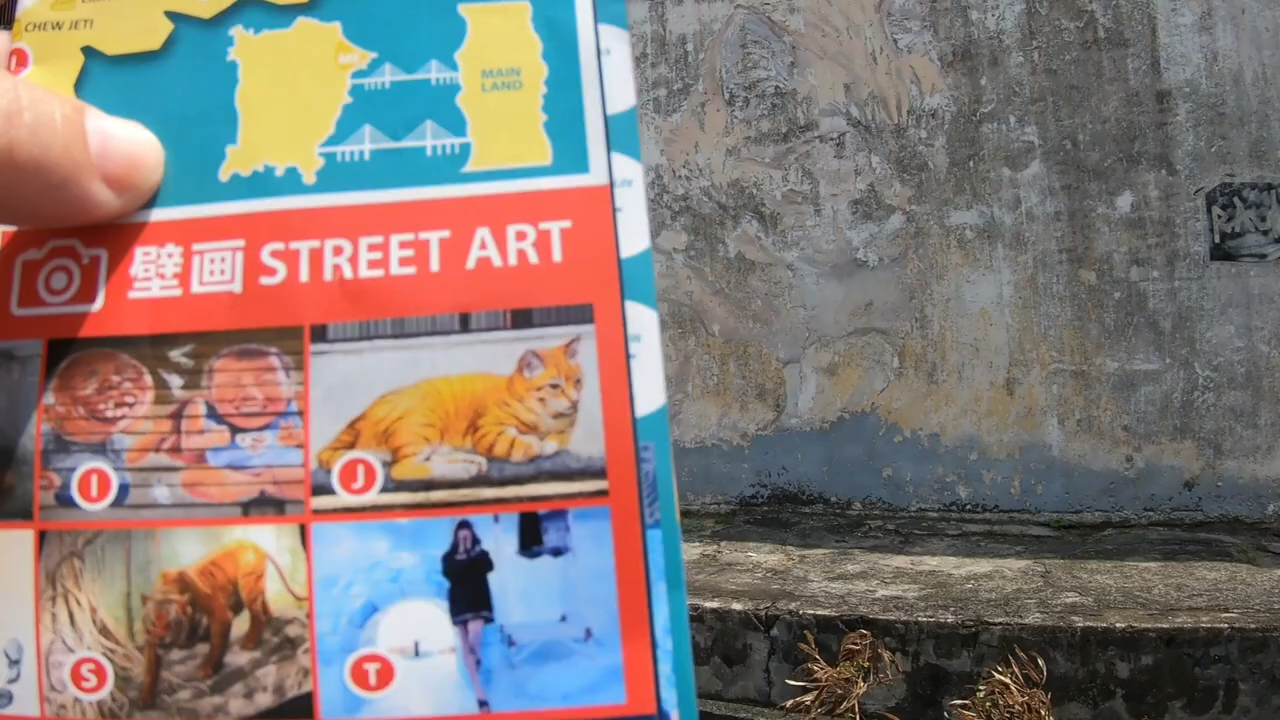 CHEW JETI
MAIN
LAND
壁画 STREET ART
I
J
S
T